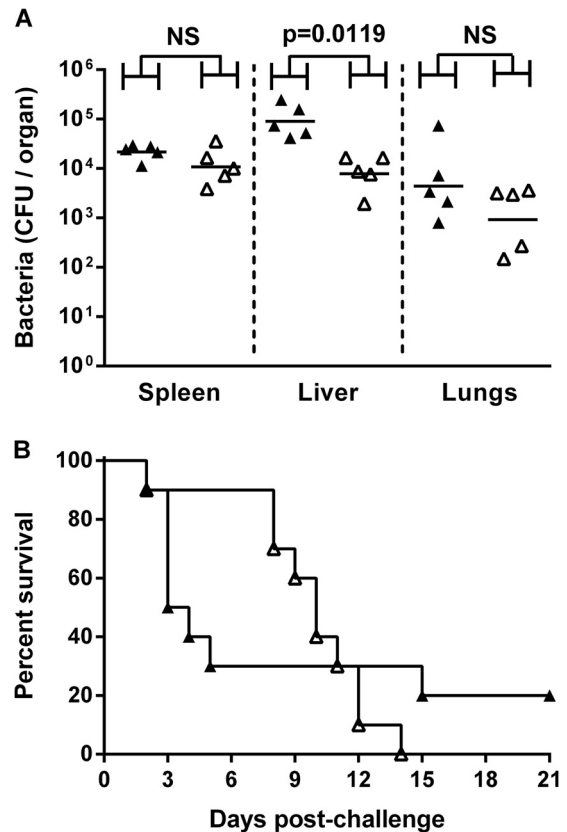 A
NS p=0.0119 NS
Bacteria (CFU / organ)
10⁶
10⁵
10⁴
10³
10²
10¹
10⁰
Spleen Liver Lungs
B
Percent survival
100
80
60
40
20
0
0 3 6 9 12 15 18 21
Days post-challenge